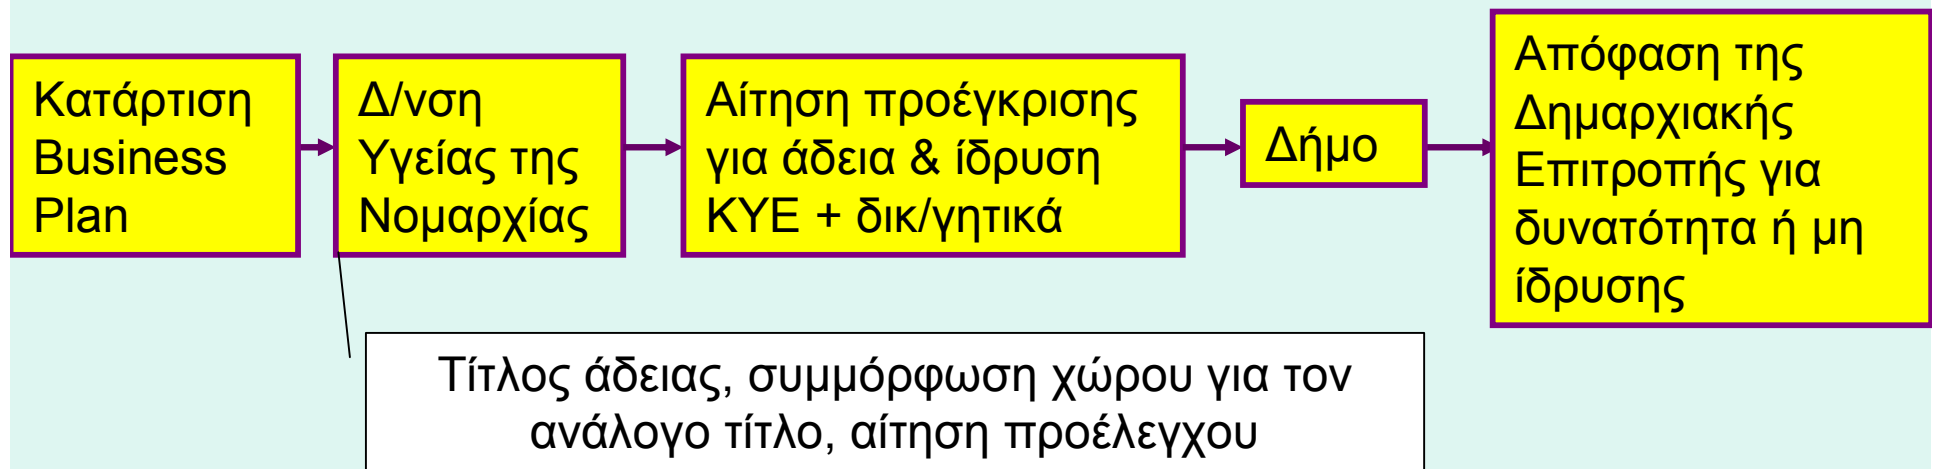 Κατάρτιση
Business
Plan
Δ/νση
Υγείας της
Νομαρχίας
Αίτηση προέγκρισης
για άδεια & ίδρυση
ΚΥΕ + δικ/γητικά
Δήμο
Απόφαση της
Δημαρχιακής
Επιτροπής για
δυνατότητα ή μη
ίδρυσης
Τίτλος άδειας, συμμόρφωση χώρου για τον
ανάλογο τίτλο, αίτηση προέλεγχου